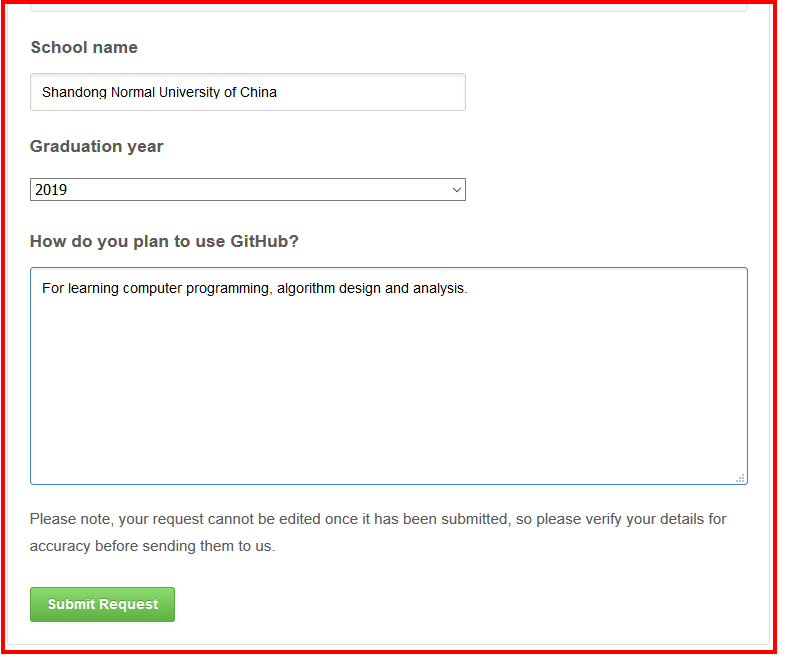 School name
Shandong Normal University of China
Graduation year
2019
How do you plan to use GitHub?
For learning computer programming, algorithm design and analysis.
Please note, your request cannot be edited once it has been submitted, so please verify your details for
accuracy before sending them to us.
Submit Request